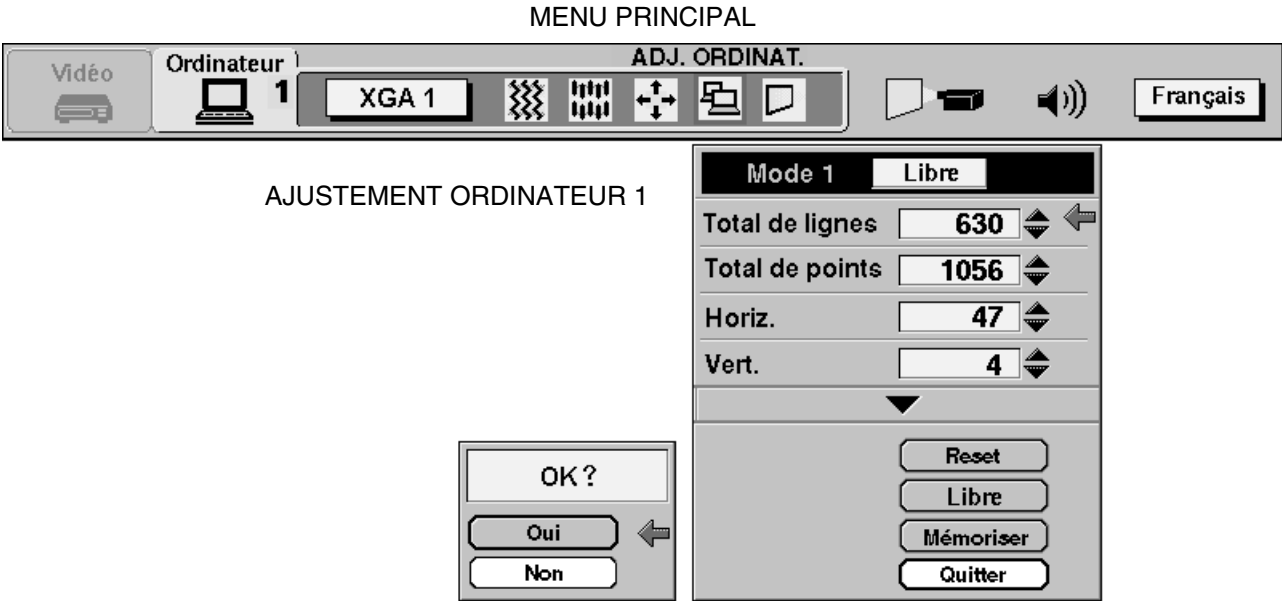 MENU PRINCIPAL
Vidéo
Ordinateur
1
ADJ. ORDINAT.
XGA 1
Français
AJUSTEMENT ORDINATEUR 1
Mode 1 Libre
Total de lignes 630
Total de points 1056
Horiz. 47
Vert. 4
OK?
Oui
Non
Reset
Libre
Mémoriser
Quitter